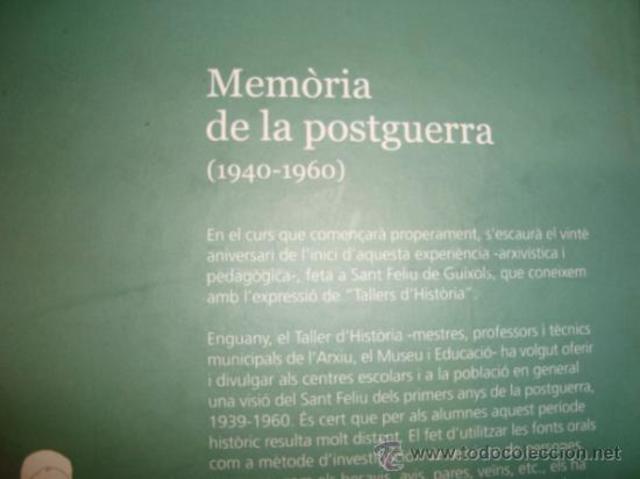 Memòria
de la postguerra
(1940-1960)
En el curs que començarà properament, s'escaurà el vintè
aniversari de l'inici d'aquesta experiència -arxivística i
pedagògica-, feta a Sant Feliu de Guíxols, que coneixem
amb l'expressió de "Tallers d'Història".
Enguany, el Taller d'Història -mestres, professors i tècnics
municipals de l'Arxiu, el Museu i Educació- ha volgut oferir
i divulgar als centres escolars i a la població en general
una visió del Sant Feliu dels primers anys de la postguerra,
1939-1960. És cert que per als alumnes aquest període
històric resulta molt distant. El fet d'utilitzar les fonts orals
com a mètode d'investigació de persones
avis, pares, veïns, etc., els ha
www.todocoleccion.net